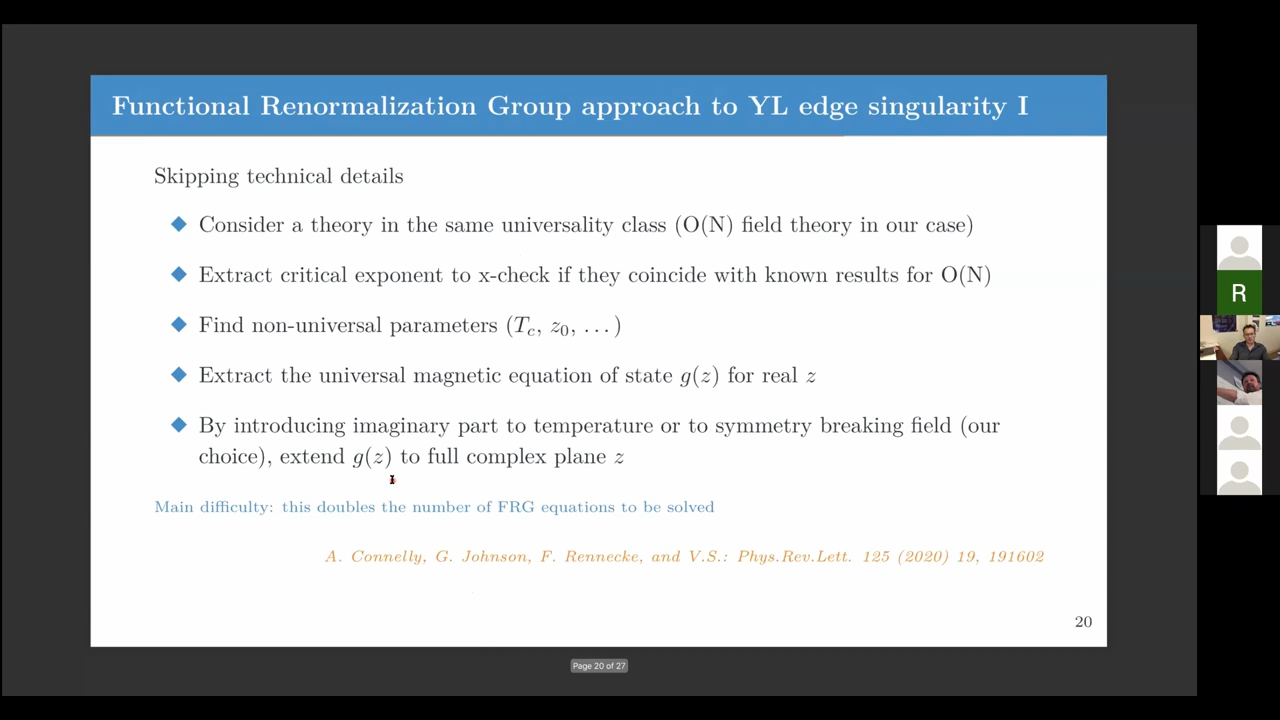 Functional Renormalization Group approach to YL edge singularity I
Skipping technical details
Consider a theory in the same universality class (O(N) field theory in our case)
Extract critical exponent to x-check if they coincide with known results for O(N)
Find non-universal parameters (T_c, z_0, ...)
Extract the universal magnetic equation of state g(z) for real z
By introducing imaginary part to temperature or to symmetry breaking field (our
choice), extend g(z) to full complex plane z
Main difficulty: this doubles the number of FRG equations to be solved
A. Connelly, G. Johnson, F. Rennecke, and V.S.: Phys.Rev.Lett. 125 (2020) 19, 191602
20
Page 20 of 27
R